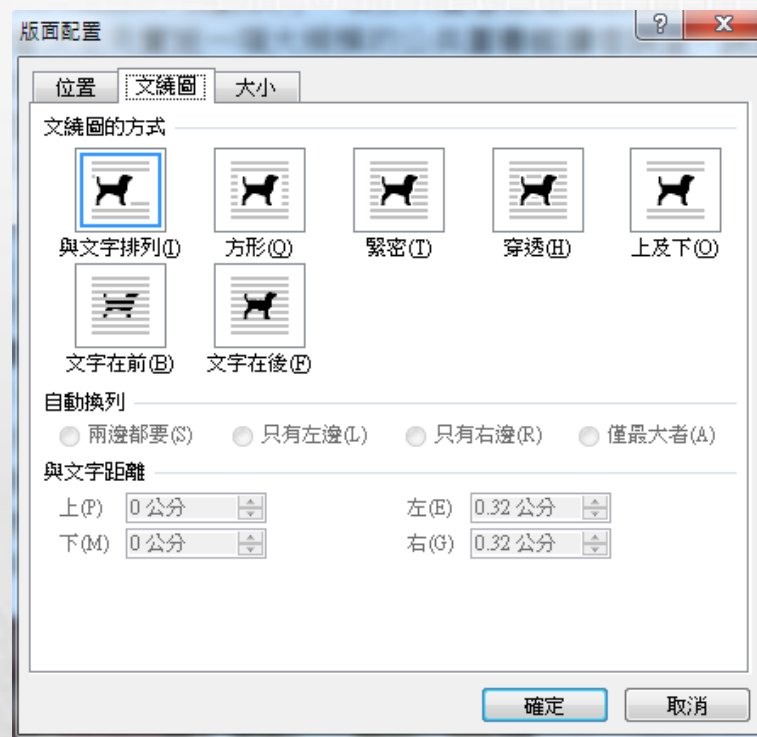 版面配置
位置 文繞圖 大小
文繞圖的方式
與文字排列(I) 方形(Q) 緊密(T) 穿透(H) 上及下(O)
文字在前(B) 文字在後(F)
自動換列
兩邊都要(S) 只有左邊(L) 只有右邊(R) 僅最大者(A)
與文字距離
上(P) 0 公分 左(E) 0.32 公分
下(M) 0 公分 右(G) 0.32 公分
確定 取消